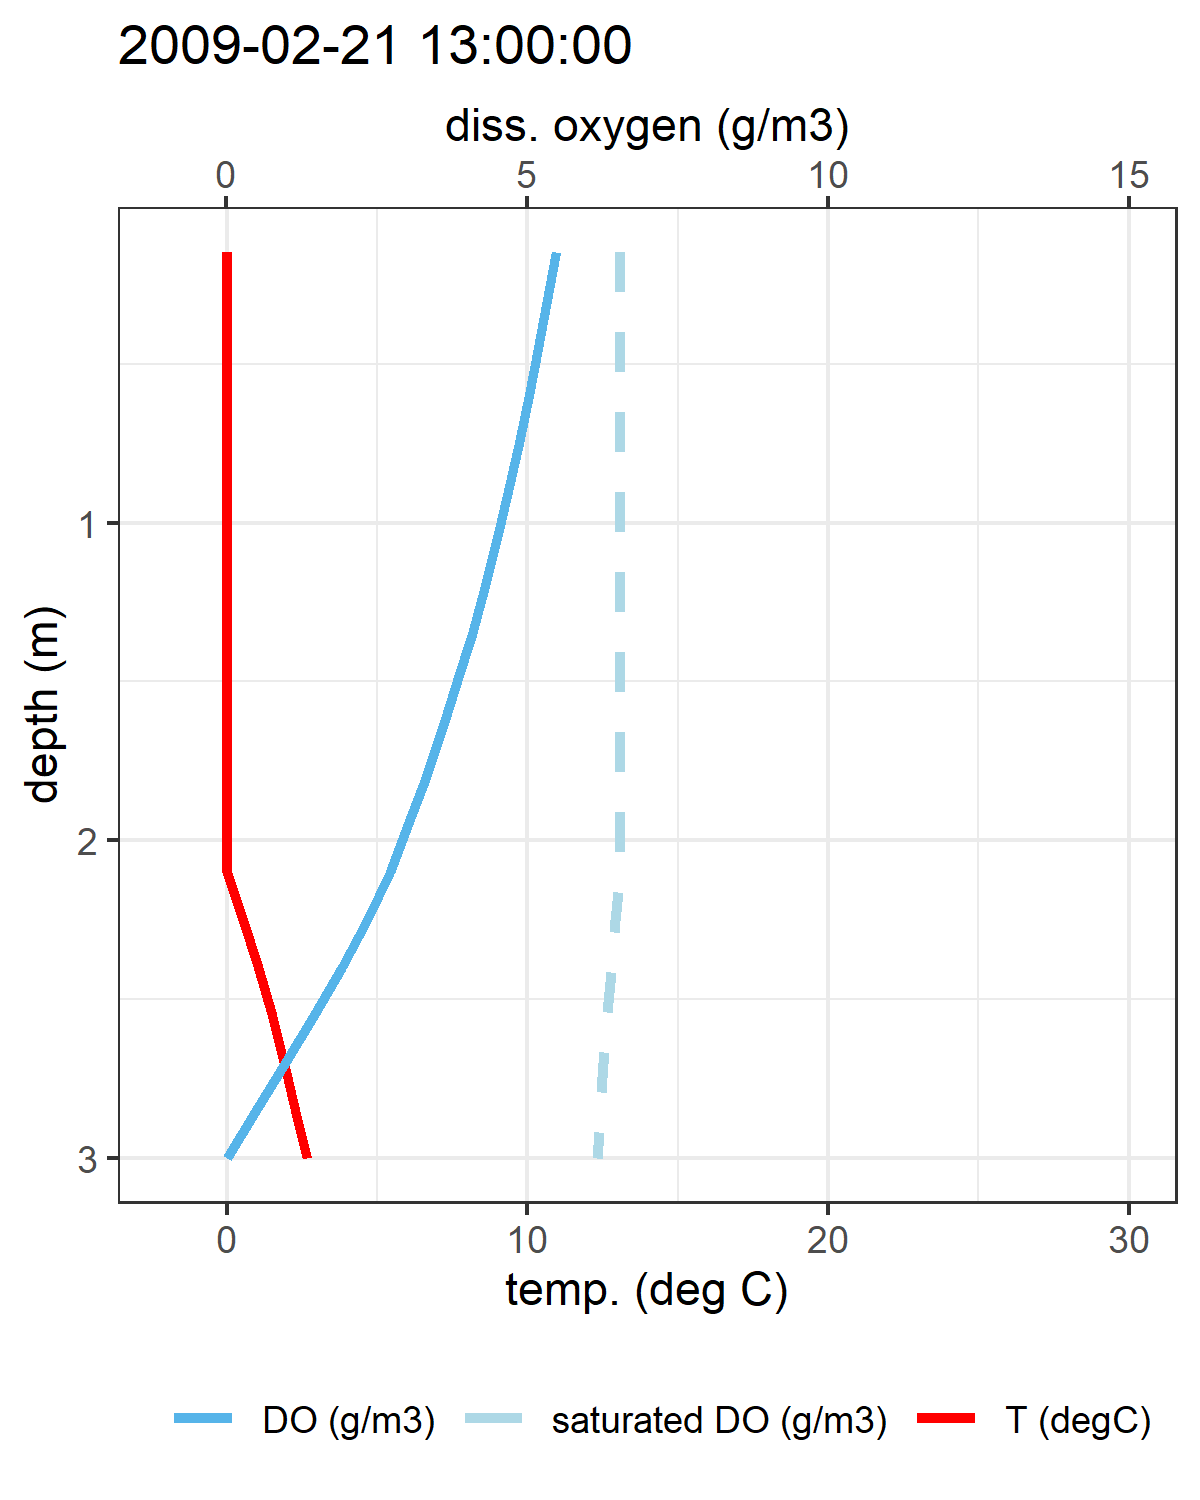 2009-02-21 13:00:00
diss. oxygen (g/m3)
0 5 10 15
depth (m)
1
2
3
0 10 20 30
temp. (deg C)
DO (g/m3) saturated DO (g/m3) T (degC)